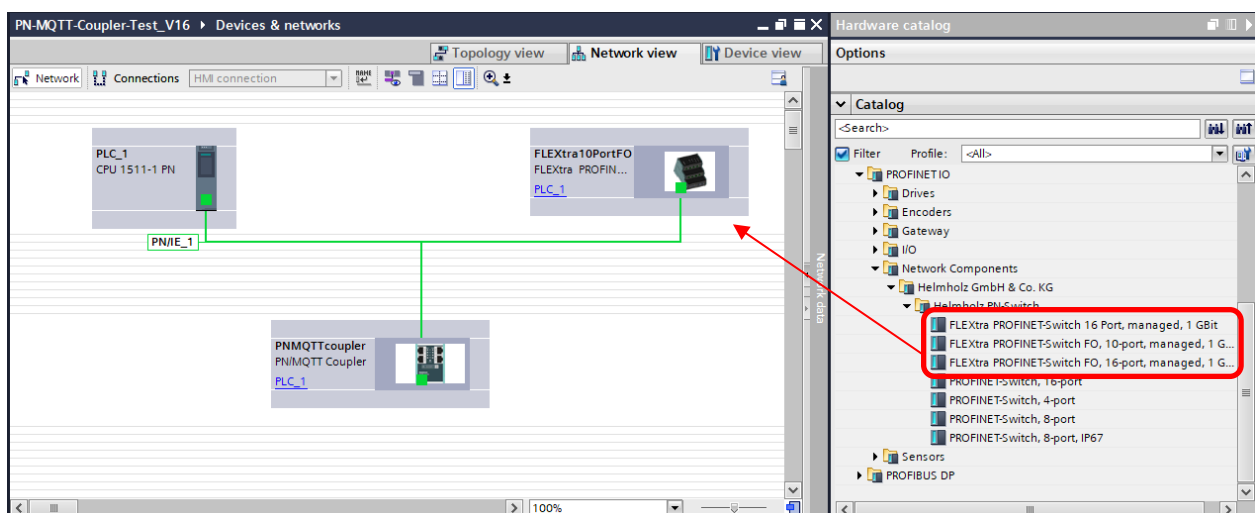 PN-MQTT-Coupler-Test_V16 ▸ Devices & networks
Topology view
Network view
Device view
Network
Connections
HMI connection
PLC_1
CPU 1511-1 PN
FLEXtra10PortFO
FLEXtra PROFIN...
PLC_1
PN/IE_1
PNMQTTcoupler
PN/MQTT Coupler
PLC_1
100%
Network data
Hardware catalog
Options
Catalog
<Search>
Filter
Profile:
<All>
PROFINET IO
Drives
Encoders
Gateway
I/O
Network Components
Helmholz GmbH & Co. KG
Helmholz PN-Switch
FLEXtra PROFINET-Switch 16 Port, managed, 1 GBit
FLEXtra PROFINET-Switch FO, 10-port, managed, 1 G...
FLEXtra PROFINET-Switch FO, 16-port, managed, 1 G...
PROFINET-Switch, 16-port
PROFINET-Switch, 4-port
PROFINET-Switch, 8-port
PROFINET-Switch, 8-port, IP67
Sensors
PROFIBUS DP